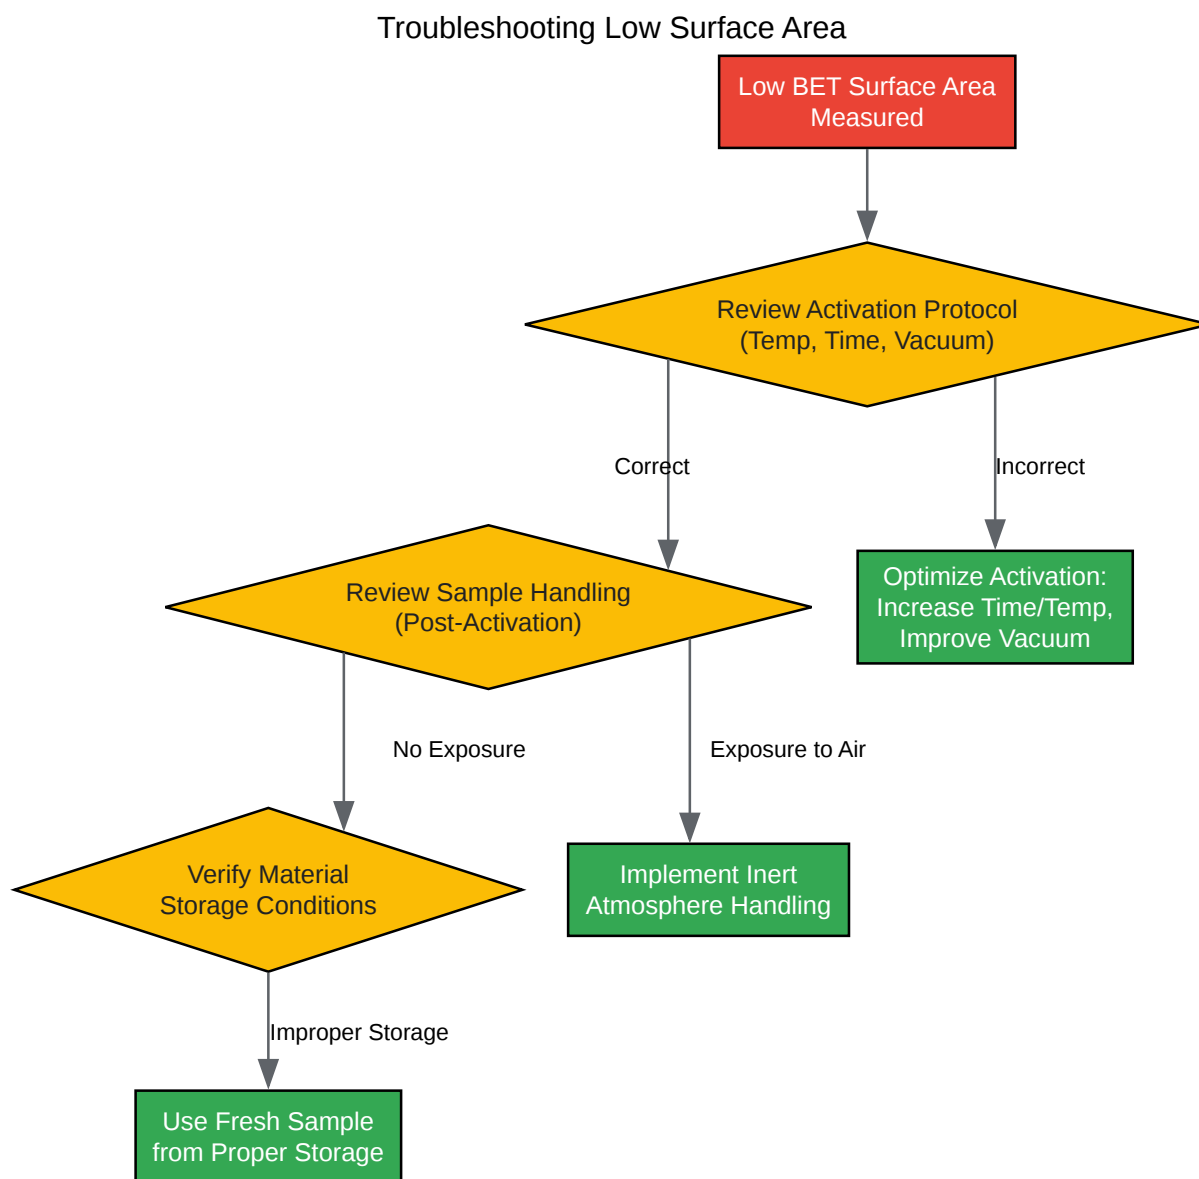 Troubleshooting Low Surface Area
Low BET Surface Area
Measured
Review Activation Protocol
(Temp, Time, Vacuum)
Correct
Incorrect
Review Sample Handling
(Post-Activation)
Optimize Activation:
Increase Time/Temp,
Improve Vacuum
No Exposure
Exposure to Air
Verify Material
Storage Conditions
Implement Inert
Atmosphere Handling
Improper Storage
Use Fresh Sample
from Proper Storage